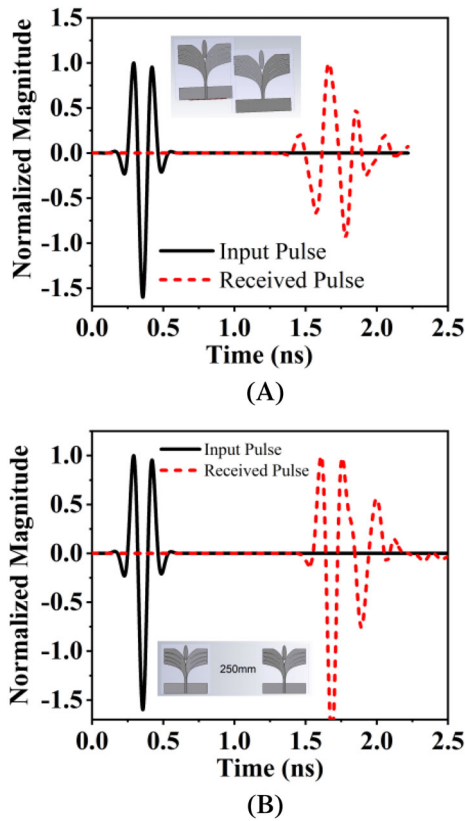 (A)
Normalized Magnitude
1.5
1.0
0.5
0.0
-0.5
-1.0
-1.5
Input Pulse
Received Pulse
0.0 0.5 1.0 1.5 2.0 2.5
Time (ns)
(A)
Normalized Magnitude
1.0
0.5
0.0
-0.5
-1.0
-1.5
Input Pulse
Received Pulse
250mm
0.0 0.5 1.0 1.5 2.0 2.5
Time (ns)
(B)